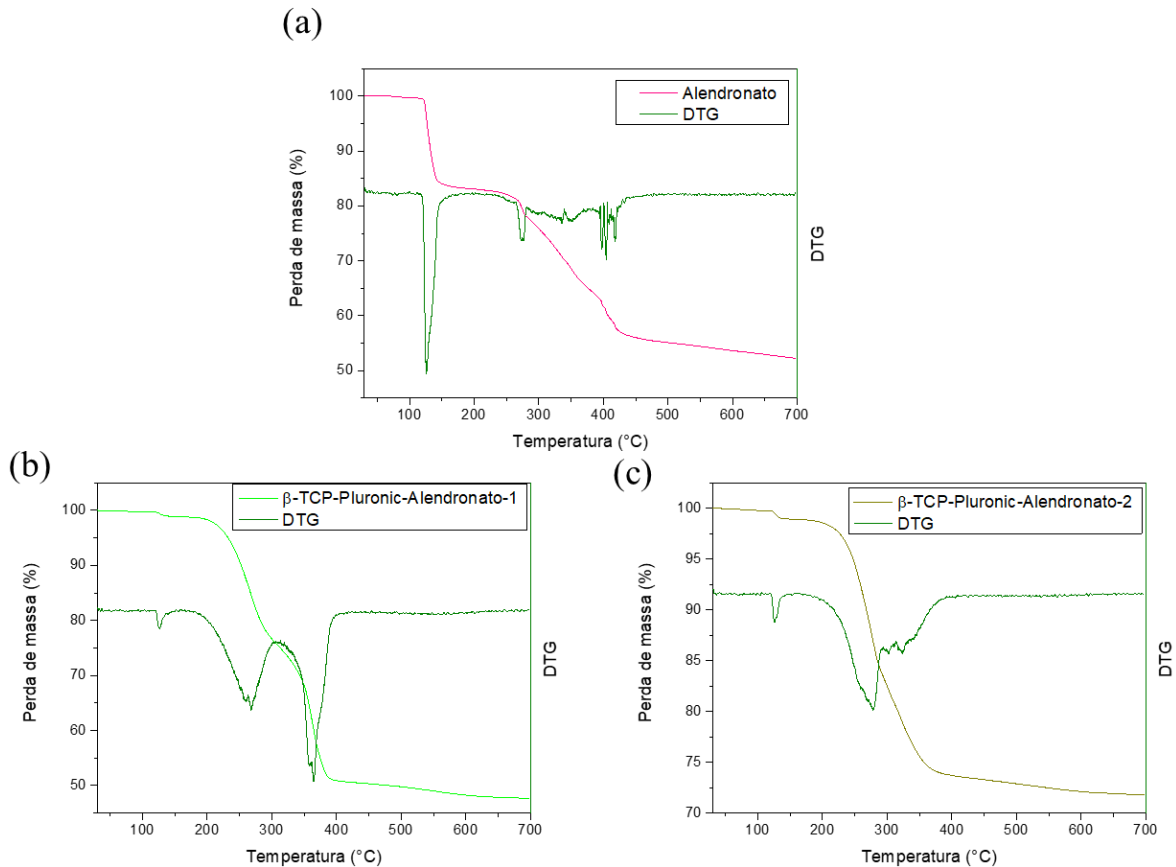 (a)
Alendronato
DTG
100
90
80
70
60
50
Perda de massa (%)
DTG
100 200 300 400 500 600 700
Temperatura (°C)
(b)
β-TCP-Pluronic-Alendronato-1
DTG
100
90
80
70
60
50
Perda de massa (%)
DTG
100 200 300 400 500 600 700
Temperatura (°C)
(c)
β-TCP-Pluronic-Alendronato-2
DTG
100
95
90
85
80
75
70
Perda de massa (%)
DTG
100 200 300 400 500 600 700
Temperatura (°C)